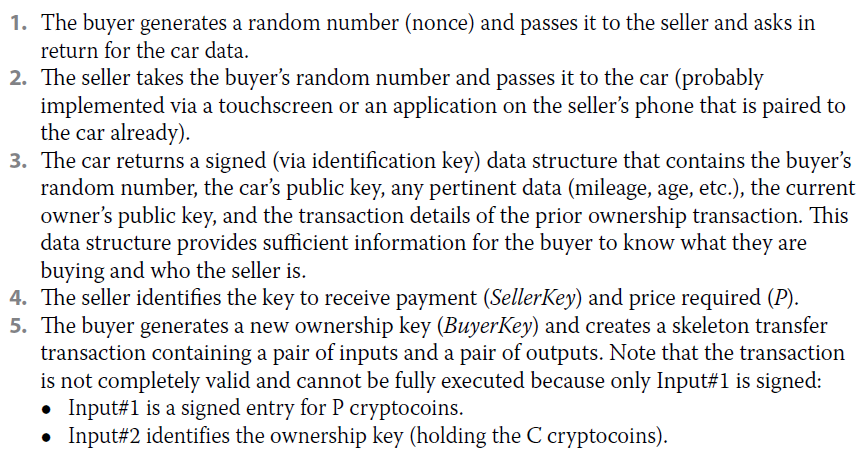 1. The buyer generates a random number (nonce) and passes it to the seller and asks in
return for the car data.
2. The seller takes the buyer’s random number and passes it to the car (probably
implemented via a touchscreen or an application on the seller’s phone that is paired to
the car already).
3. The car returns a signed (via identification key) data structure that contains the buyer’s
random number, the car’s public key, any pertinent data (mileage, age, etc.), the current
owner’s public key, and the transaction details of the prior ownership transaction. This
data structure provides sufficient information for the buyer to know what they are
buying and who the seller is.
4. The seller identifies the key to receive payment (SellerKey) and price required (P).
5. The buyer generates a new ownership key (BuyerKey) and creates a skeleton transfer
transaction containing a pair of inputs and a pair of outputs. Note that the transaction
is not completely valid and cannot be fully executed because only Input#1 is signed:
• Input#1 is a signed entry for P cryptocoins.
• Input#2 identifies the ownership key (holding the C cryptocoins).